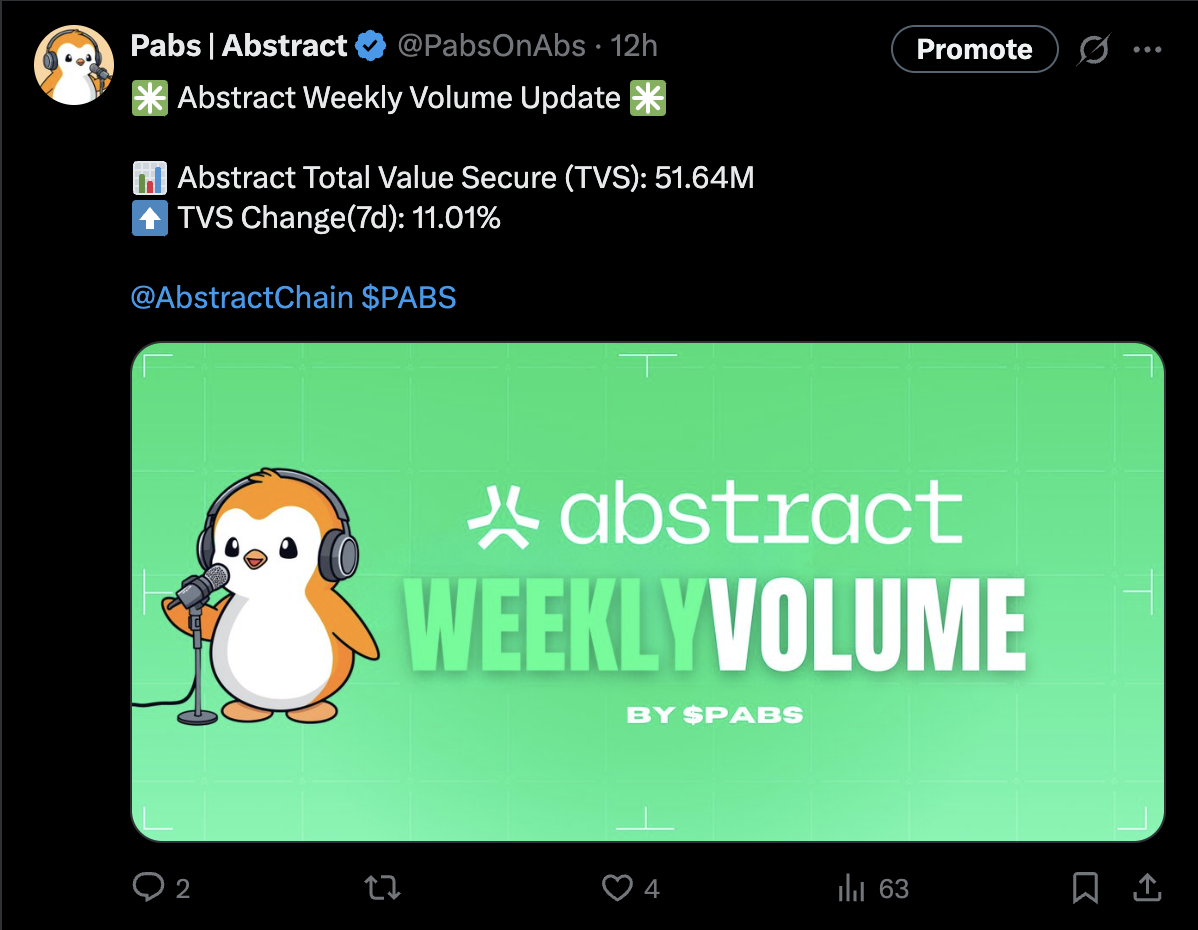 Pabs | Abstract @PabsOnAbs · 12h
Promote
✳️ Abstract Weekly Volume Update ✳️
📊 Abstract Total Value Secure (TVS): 51.64M
⬆️ TVS Change(7d): 11.01%
@AbstractChain $PABS
abstract
WEEKLYVOLUME
BY $PABS
2
4
63